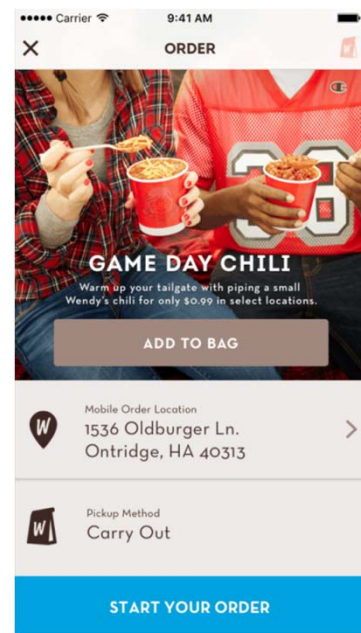 Carrier
9:41 AM
ORDER
W
C
38
GAME DAY CHILI
Warm up your tailgate with piping a small
Wendy's chili for only $0.99 in select locations.
ADD TO BAG
Mobile Order Location
W
1536 Oldburger Ln.
Ontridge, HA 40313
Pickup Method
W
Carry Out
START YOUR ORDER